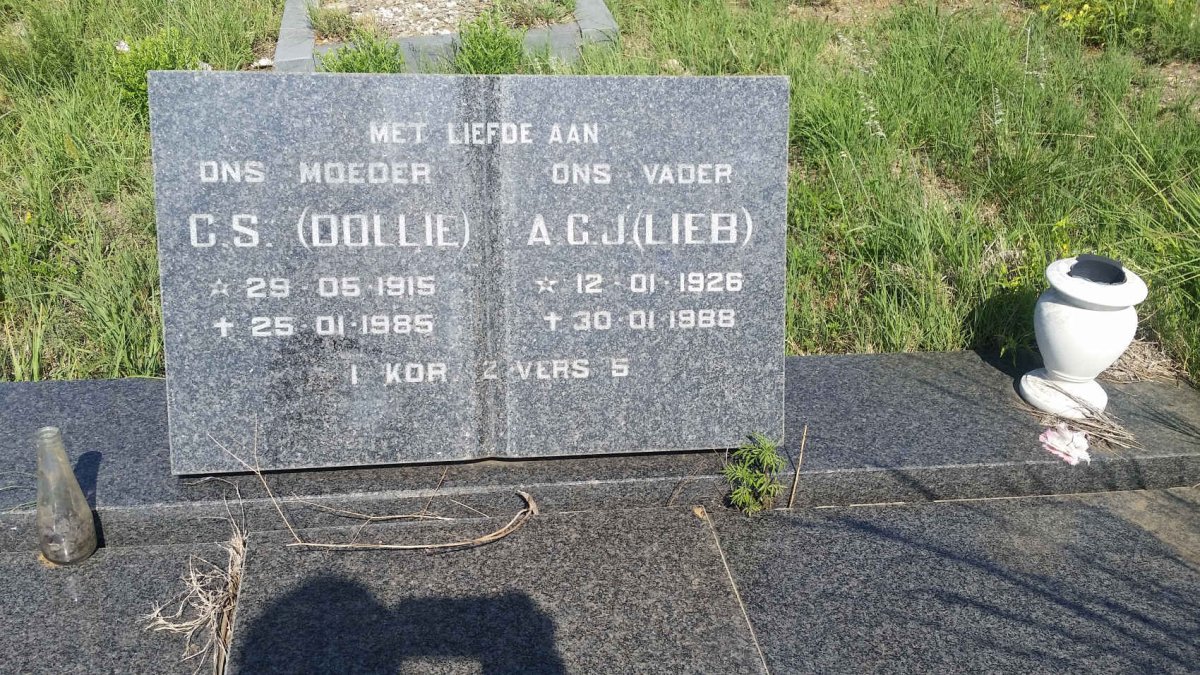 MET LIEFDE AAN
ONS MOEDER
C.S. (DOLLIE)
☆ 29·05·1915
✝ 25·01·1985
ONS VADER
A G.J.(LIEB)
☆ 12·01·1926
✝ 30·01·1988
1 KOR. 2 VERS 5